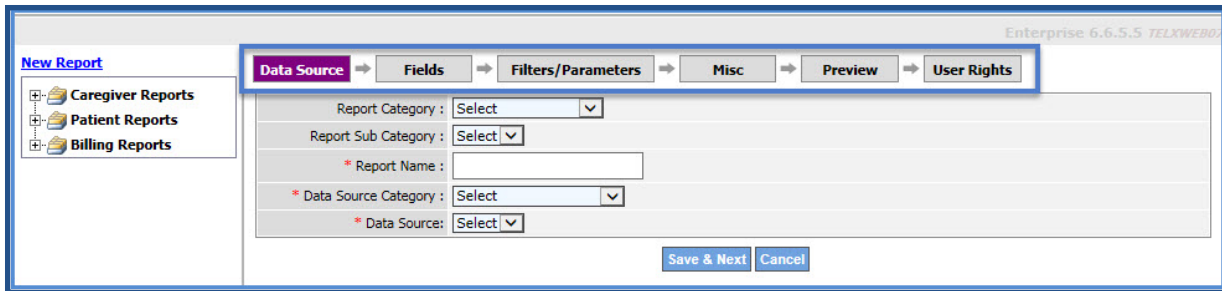 Enterprise 6.6.5.5 TELXWEB07
New Report
Caregiver Reports
Patient Reports
Billing Reports
Data Source Fields Filters/Parameters Misc Preview User Rights
Report Category : Select
Report Sub Category : Select
* Report Name :
* Data Source Category : Select
* Data Source: Select
Save & Next Cancel